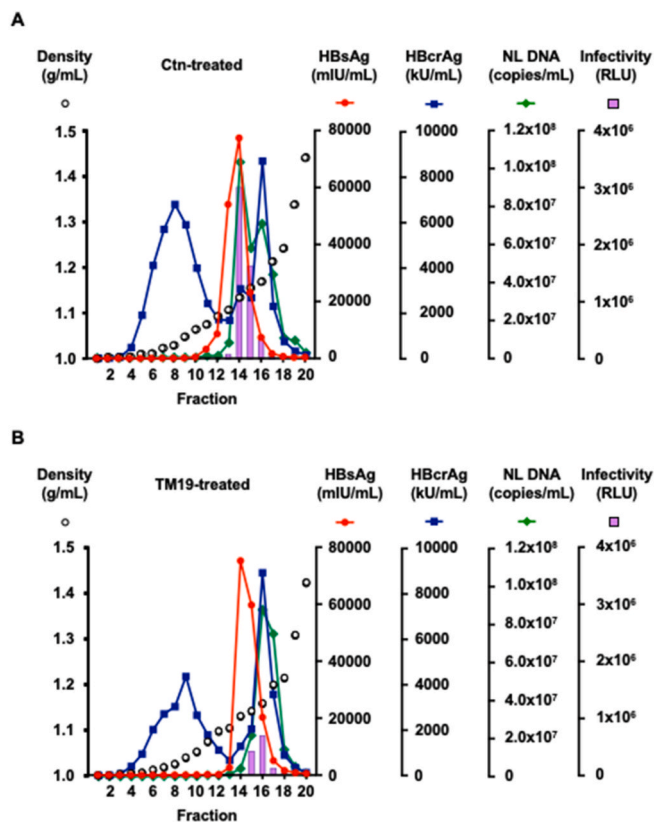 A
Density
(g/mL)
Ctn-treated
HBsAg
(mIU/mL)
HBcrAg
(kU/mL)
NL DNA
(copies/mL)
Infectivity
(RLU)
1.5
1.4
1.3
1.2
1.1
1.0
80000
60000
40000
20000
0
10000
8000
6000
4000
2000
0
1.2x10⁸
1.0x10⁸
8.0x10⁷
6.0x10⁷
4.0x10⁷
2.0x10⁷
0
4x10⁶
3x10⁶
2x10⁶
1x10⁶
0
2 4 6 8 10 12 14 16 18 20
Fraction
B
Density
(g/mL)
TM19-treated
HBsAg
(mIU/mL)
HBcrAg
(kU/mL)
NL DNA
(copies/mL)
Infectivity
(RLU)
1.5
1.4
1.3
1.2
1.1
1.0
80000
60000
40000
20000
0
10000
8000
6000
4000
2000
0
1.2x10⁸
1.0x10⁸
8.0x10⁷
6.0x10⁷
4.0x10⁷
2.0x10⁷
0
4x10⁶
3x10⁶
2x10⁶
1x10⁶
0
2 4 6 8 10 12 14 16 18 20
Fraction